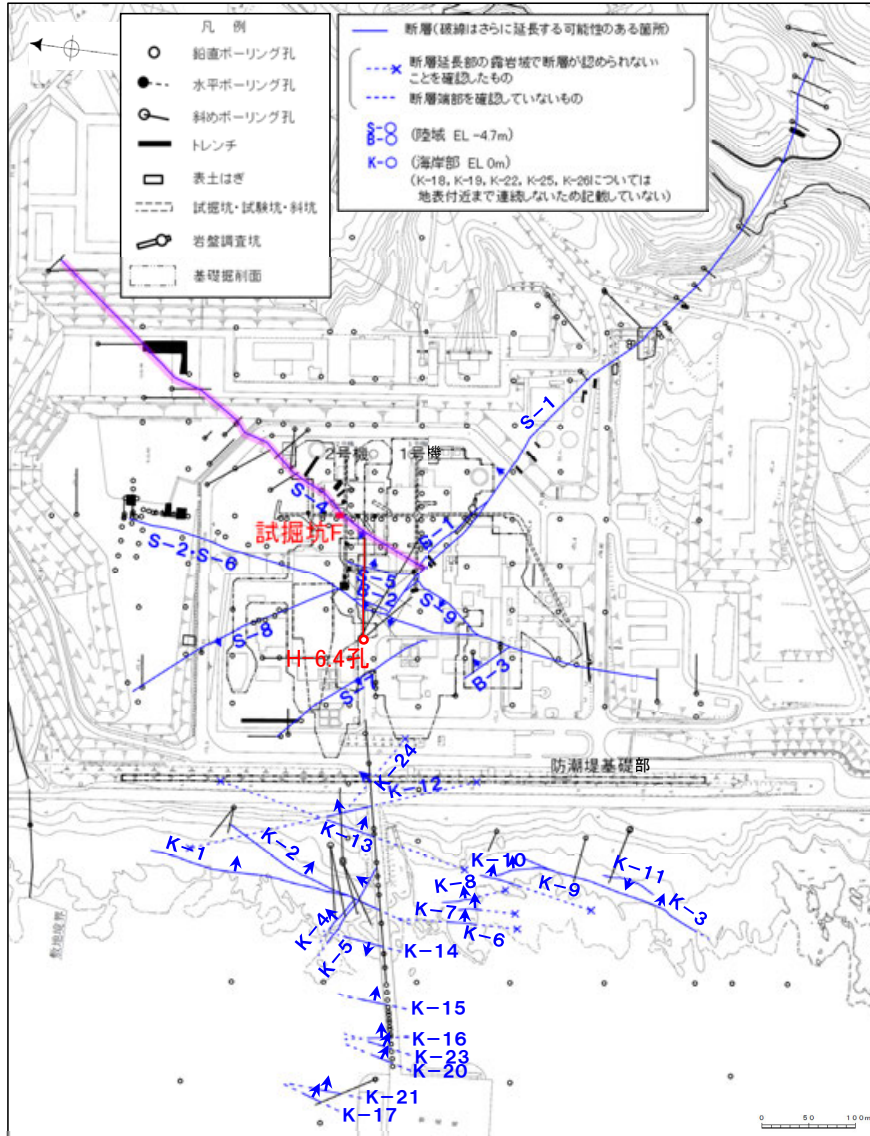 凡 例
鉛直ボーリング孔
水平ボーリング孔
斜めボーリング孔
トレンチ
表土はぎ
試掘坑・試験坑・斜坑
岩盤調査坑
基礎掘削面
断層(破線はさらに延長する可能性のある箇所)
断層延長部の露岩域で断層が認められない
ことを確認したもの
断層端部を確認していないもの
S-○
B-○
(陸域 EL -4.7m)
K-○
(海岸部 EL 0m)
(K-18, K-19, K-22, K-25, K-26については
地表付近まで連続しないため記載していない)
S-1
2号機
1号機
S-4
試掘坑F
S-1
S-2・S-6
S-5
S-2
S-9
S-8
H-6.4孔
B-3
S-7
K-24
防潮堤基礎部
K-12
K-13
K-1
K-2
K-10
K-11
K-8
K-9
K-3
K-7
K-4
K-6
K-5
K-14
敷地境界
K-15
K-16
K-23
K-20
K-21
K-17
0 50 100m